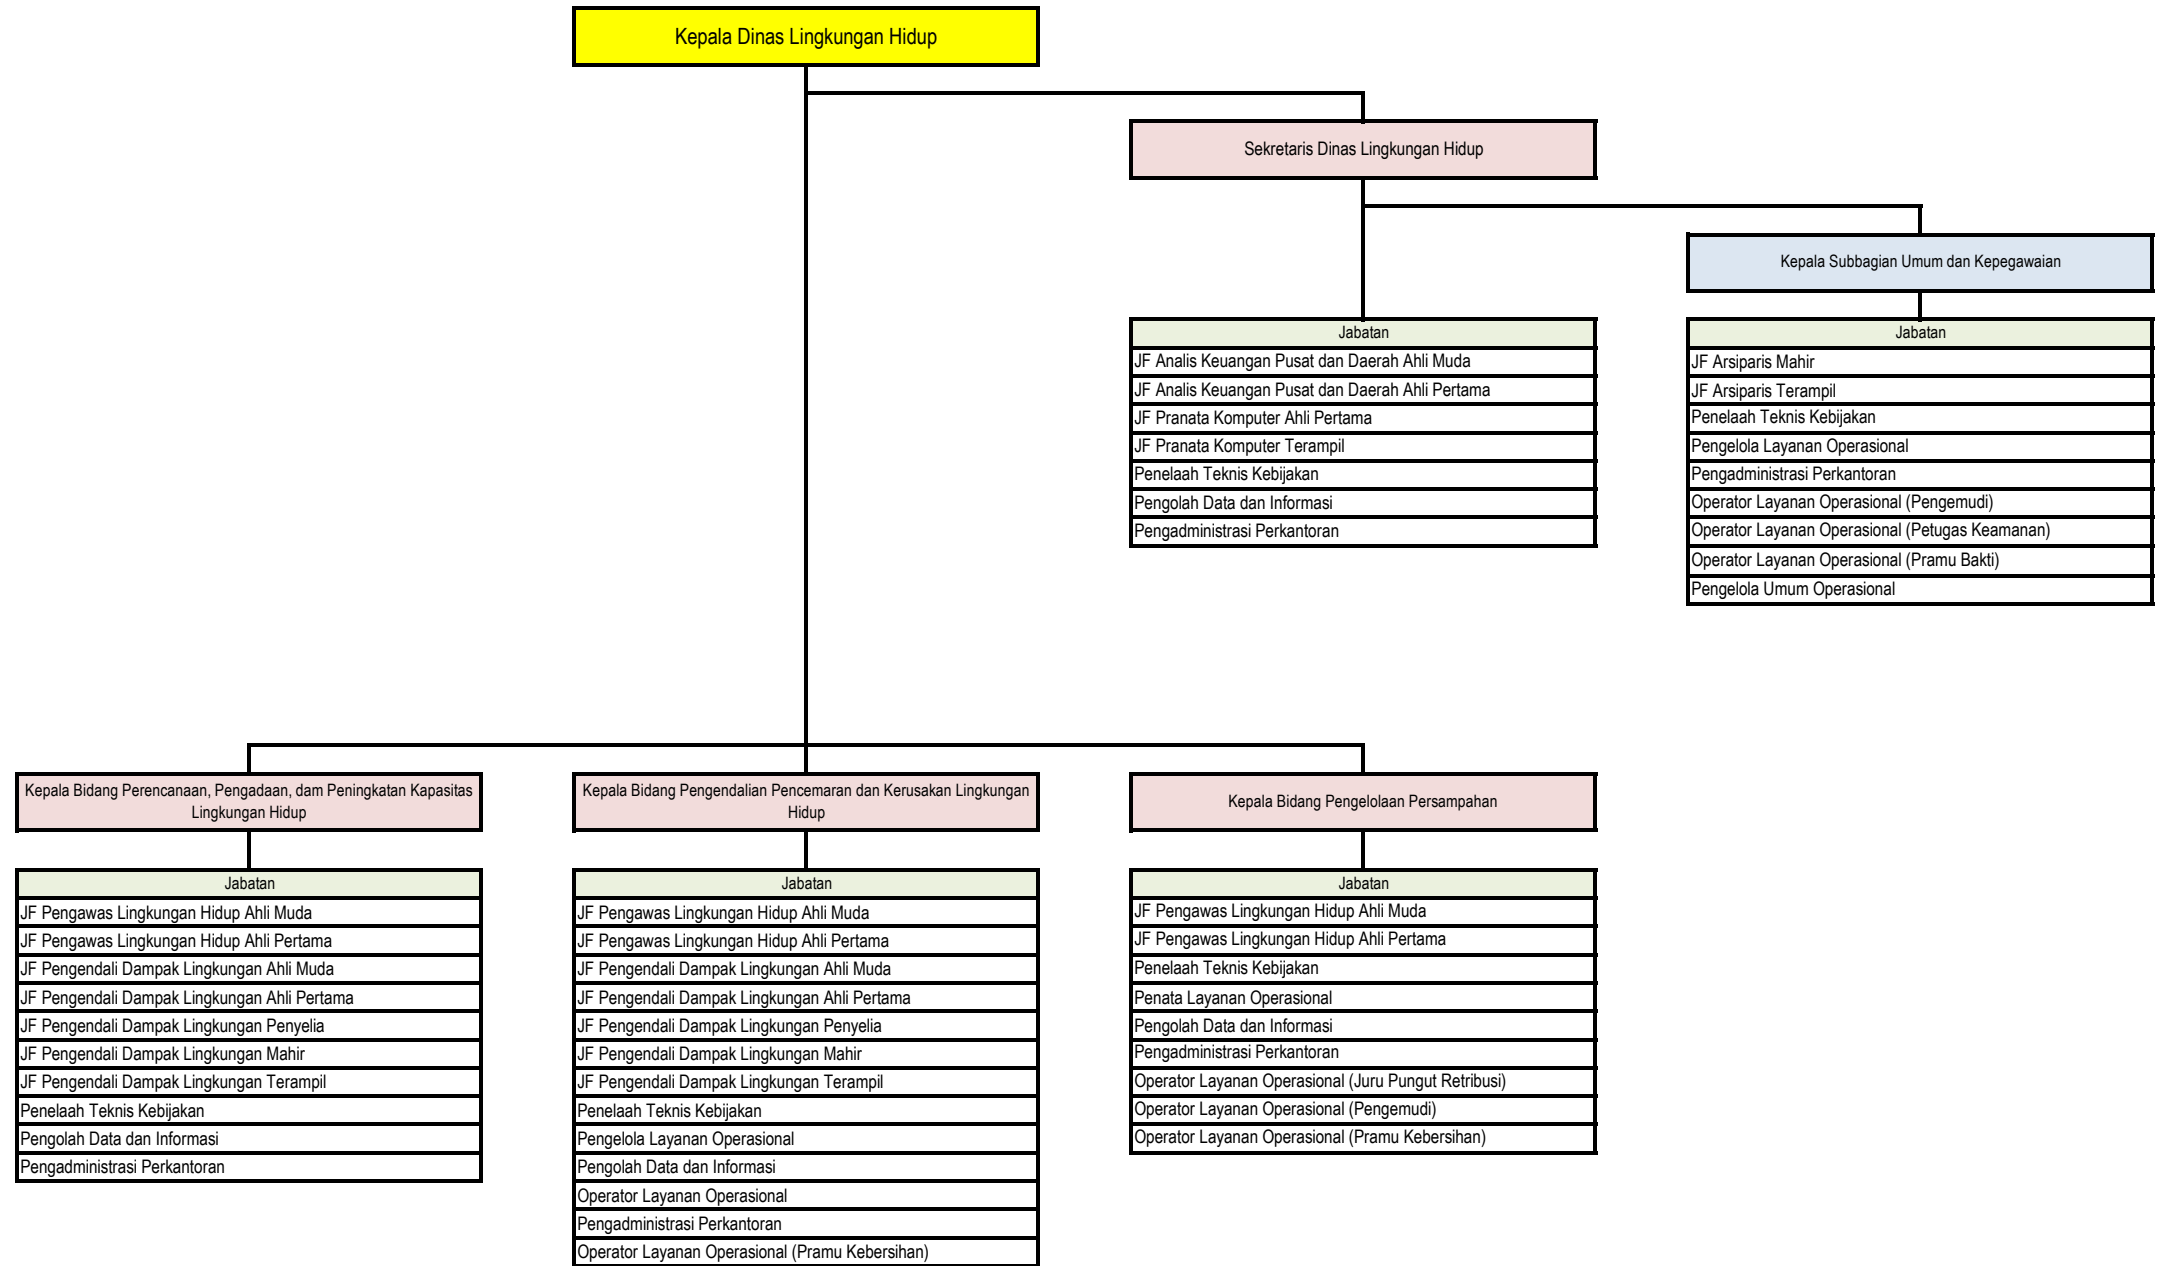 Kepala Dinas Lingkungan Hidup
Sekretaris Dinas Lingkungan Hidup
Kepala Subbagian Umum dan Kepegawaian
Jabatan
JF Analis Keuangan Pusat dan Daerah Ahli Muda
JF Analis Keuangan Pusat dan Daerah Ahli Pertama
JF Pranata Komputer Ahli Pertama
JF Pranata Komputer Terampil
Penelaah Teknis Kebijakan
Pengolah Data dan Informasi
Pengadministrasi Perkantoran
Jabatan
JF Arsiparis Mahir
JF Arsiparis Terampil
Penelaah Teknis Kebijakan
Pengelola Layanan Operasional
Pengadministrasi Perkantoran
Operator Layanan Operasional (Pengemudi)
Operator Layanan Operasional (Petugas Keamanan)
Operator Layanan Operasional (Pramu Bakti)
Pengelola Umum Operasional
Kepala Bidang Perencanaan, Pengadaan, dam Peningkatan Kapasitas
Lingkungan Hidup
Jabatan
JF Pengawas Lingkungan Hidup Ahli Muda
JF Pengawas Lingkungan Hidup Ahli Pertama
JF Pengendali Dampak Lingkungan Ahli Muda
JF Pengendali Dampak Lingkungan Ahli Pertama
JF Pengendali Dampak Lingkungan Penyelia
JF Pengendali Dampak Lingkungan Mahir
JF Pengendali Dampak Lingkungan Terampil
Penelaah Teknis Kebijakan
Pengolah Data dan Informasi
Pengadministrasi Perkantoran
Kepala Bidang Pengendalian Pencemaran dan Kerusakan Lingkungan
Hidup
Jabatan
JF Pengawas Lingkungan Hidup Ahli Muda
JF Pengawas Lingkungan Hidup Ahli Pertama
JF Pengendali Dampak Lingkungan Ahli Muda
JF Pengendali Dampak Lingkungan Ahli Pertama
JF Pengendali Dampak Lingkungan Penyelia
JF Pengendali Dampak Lingkungan Mahir
JF Pengendali Dampak Lingkungan Terampil
Penelaah Teknis Kebijakan
Pengelola Layanan Operasional
Pengolah Data dan Informasi
Operator Layanan Operasional
Pengadministrasi Perkantoran
Operator Layanan Operasional (Pramu Kebersihan)
Kepala Bidang Pengelolaan Persampahan
Jabatan
JF Pengawas Lingkungan Hidup Ahli Muda
JF Pengawas Lingkungan Hidup Ahli Pertama
Penelaah Teknis Kebijakan
Penata Layanan Operasional
Pengolah Data dan Informasi
Pengadministrasi Perkantoran
Operator Layanan Operasional (Juru Pungut Retribusi)
Operator Layanan Operasional (Pengemudi)
Operator Layanan Operasional (Pramu Kebersihan)